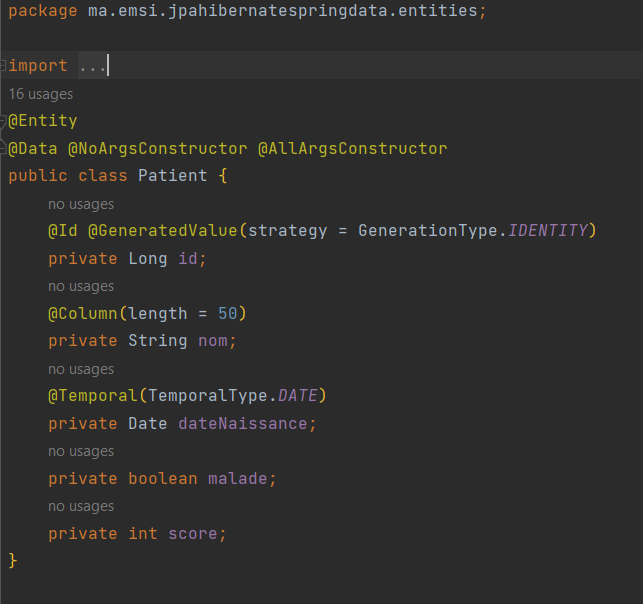 package ma.emsi.jpahibernatespringdata.entities;
import ...
16 usages
@Entity
@Data @NoArgsConstructor @AllArgsConstructor
public class Patient {
no usages
@Id @GeneratedValue(strategy = GenerationType.IDENTITY)
private Long id;
no usages
@Column(length = 50)
private String nom;
no usages
@Temporal(TemporalType.DATE)
private Date dateNaissance;
no usages
private boolean malade;
no usages
private int score;
}